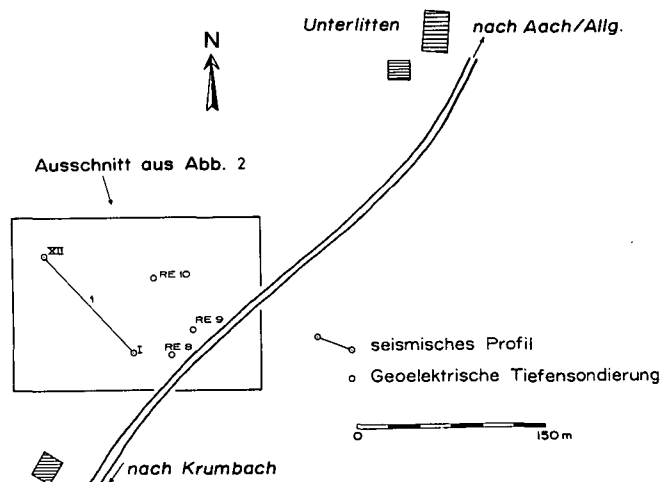 Unterlitten
nach Aach/Allg.
N
Ausschnitt aus Abb. 2
XII
RE 10
1
RE 9
I
RE 8
seismisches Profil
Geoelektrische Tiefensondierung
0
150 m
nach Krumbach